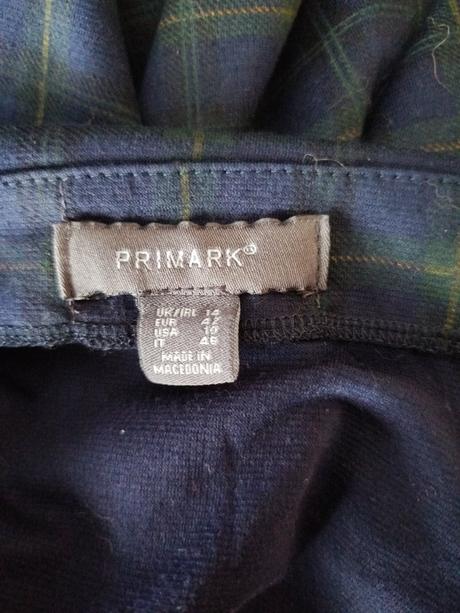 PRIMARK®
UK/IRL 14
EUR 42
USA 10
IT 46
MADE IN
MACEDONIA